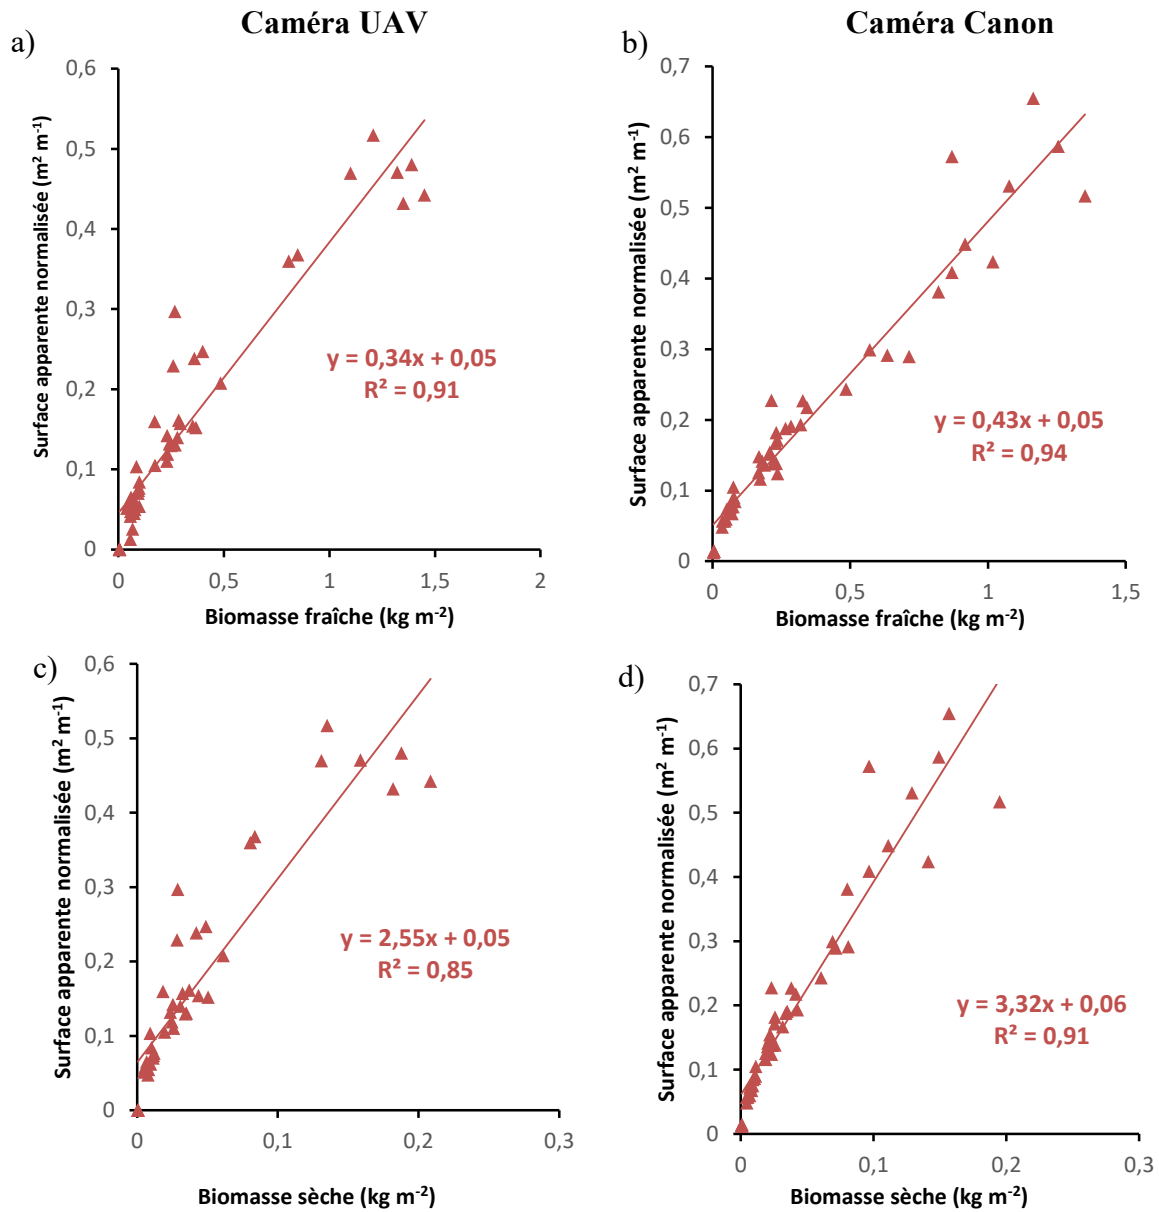 Caméra UAV
Caméra Canon
a)
0,6
0,5
0,4
0,3
0,2
0,1
0
Surface apparente normalisée (m² m⁻¹)
y = 0,34x + 0,05
R² = 0,91
0
0,5
1
1,5
2
Biomasse fraîche (kg m⁻²)
b)
0,7
0,6
0,5
0,4
0,3
0,2
0,1
0
Surface apparente normalisée (m² m⁻¹)
y = 0,43x + 0,05
R² = 0,94
0
0,5
1
1,5
Biomasse fraîche (kg m⁻²)
c)
0,6
0,5
0,4
0,3
0,2
0,1
0
Surface apparente normalisée (m² m⁻¹)
y = 2,55x + 0,05
R² = 0,85
0
0,1
0,2
0,3
Biomasse sèche (kg m⁻²)
d)
0,7
0,6
0,5
0,4
0,3
0,2
0,1
0
Surface apparente normalisée (m² m⁻¹)
y = 3,32x + 0,06
R² = 0,91
0
0,1
0,2
0,3
Biomasse sèche (kg m⁻²)